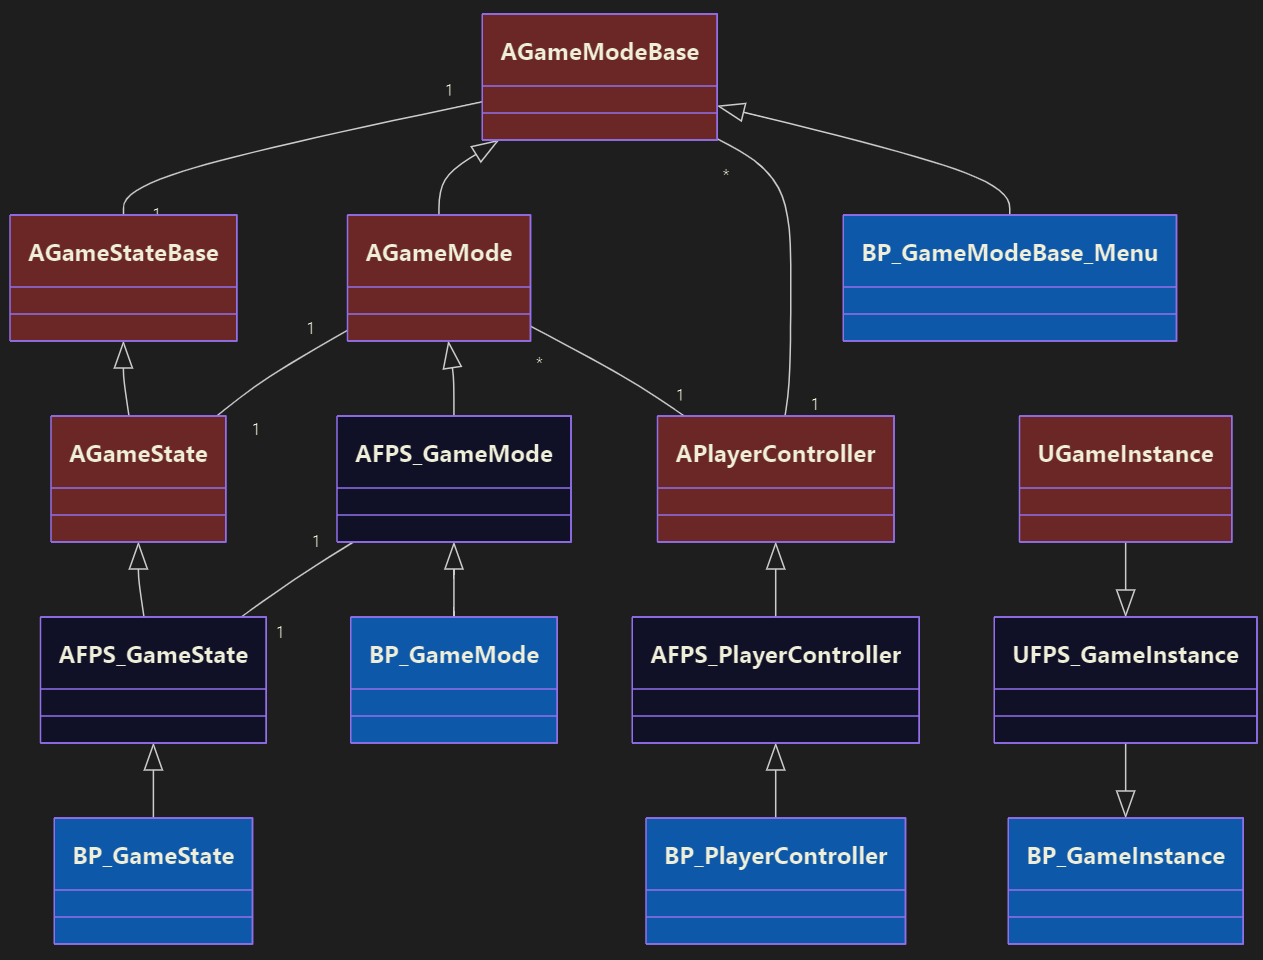 AGameModeBase
1
*
1
AGameStateBase
AGameMode
BP_GameModeBase_Menu
1
*
1
1
1
AGameState
AFPS_GameMode
APlayerController
UGameInstance
1
1
AFPS_GameState
BP_GameMode
AFPS_PlayerController
UFPS_GameInstance
BP_GameState
BP_PlayerController
BP_GameInstance